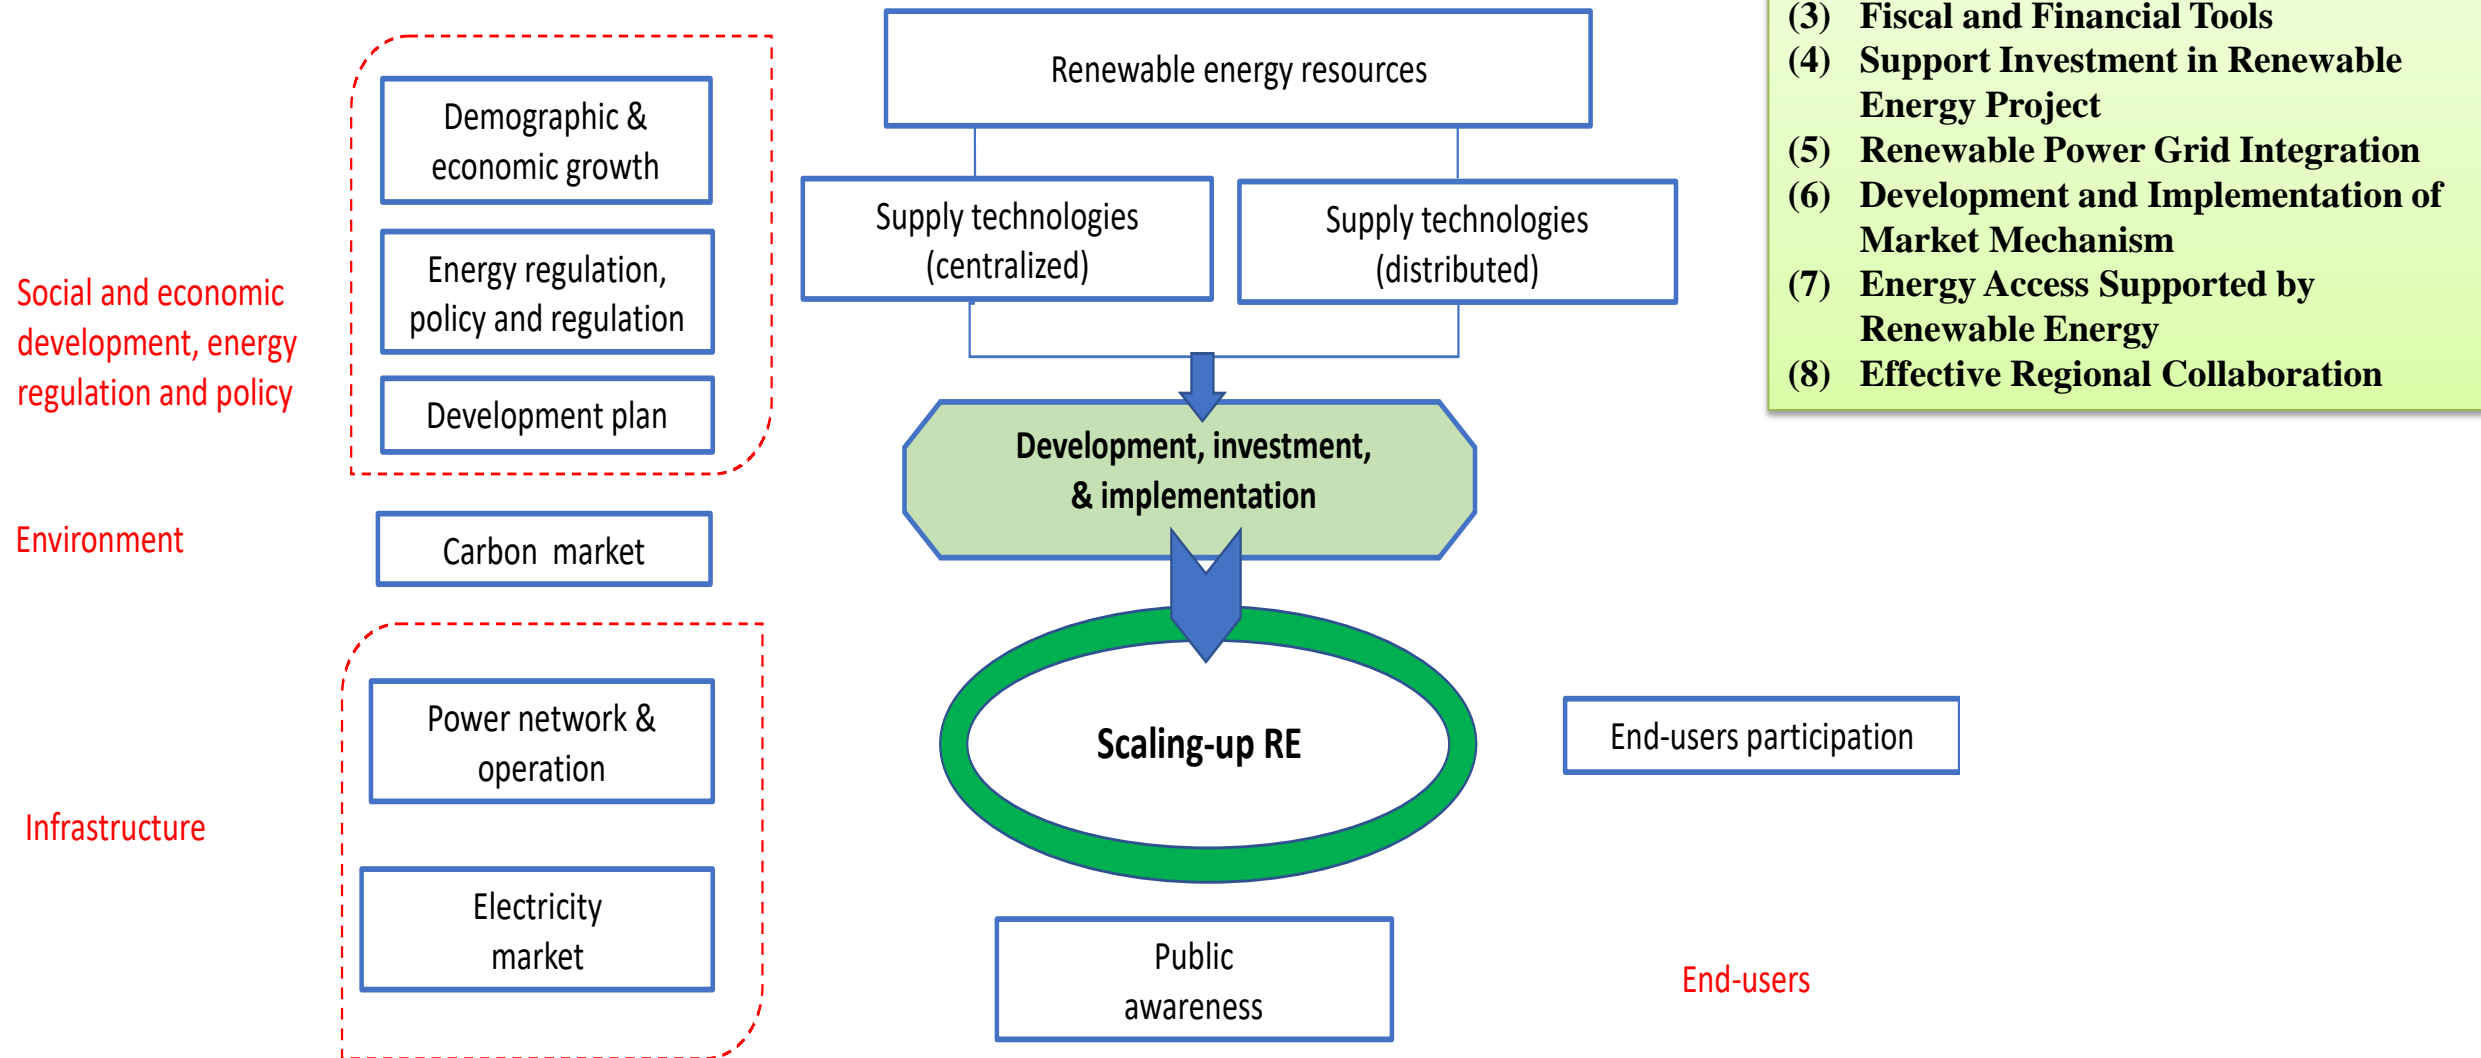 Renewable energy resources
Supply technologies
(centralized)
Supply technologies
(distributed)
Development, investment,
& implementation
Scaling-up RE
Public
awareness
End-users participation
End-users
Social and economic
development, energy
regulation and policy
Demographic &
economic growth
Energy regulation,
policy and regulation
Development plan
Environment
Carbon  market
Infrastructure
Power network &
operation
Electricity
market
(3) Fiscal and Financial Tools
(4) Support Investment in Renewable
Energy Project
(5) Renewable Power Grid Integration
(6) Development and Implementation of
Market Mechanism
(7) Energy Access Supported by
Renewable Energy
(8) Effective Regional Collaboration